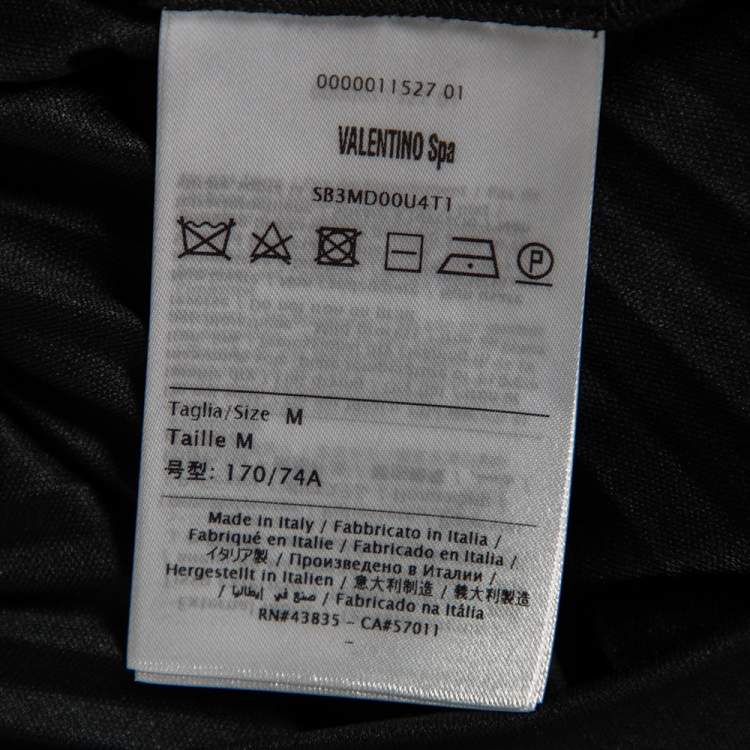 0000011527 01
VALENTINO Spa
SB3MD00U4T1
P
Taglia/Size M
Taille M
号型: 170/74A
Made in Italy / Fabbricato in Italia /
Fabriqué en Italie / Fabricado en Italia /
イタリア製 / Произведено в Италии /
Hergestellt in Italien / 意大利制造 / 義大利製造
/ صنع في إيطاليا / Fabricado na Itália
RN#43835 - CA#57011
-